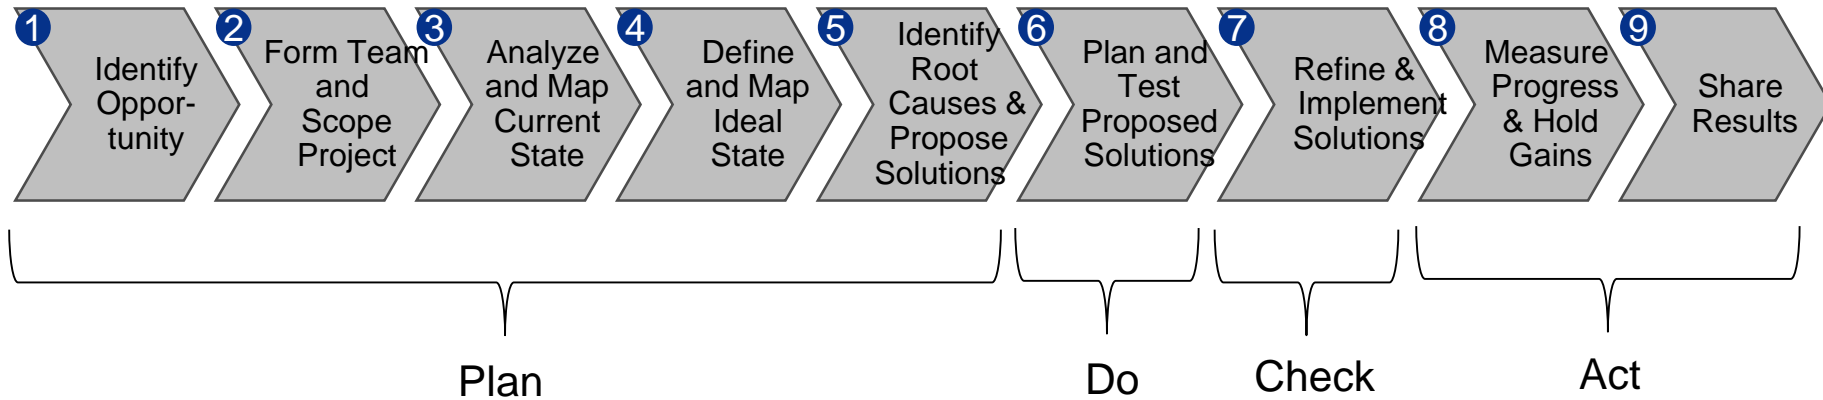 1
Identify
Oppor-
tunity
2
Form Team
and
Scope
Project
3
Analyze
and Map
Current
State
4
Define
and Map
Ideal
State
5
Identify
Root
Causes &
Propose
Solutions
6
Plan and
Test
Proposed
Solutions
7
Refine &
Implement
Solutions
8
Measure
Progress
& Hold
Gains
9
Share
Results
Plan
Do
Check
Act